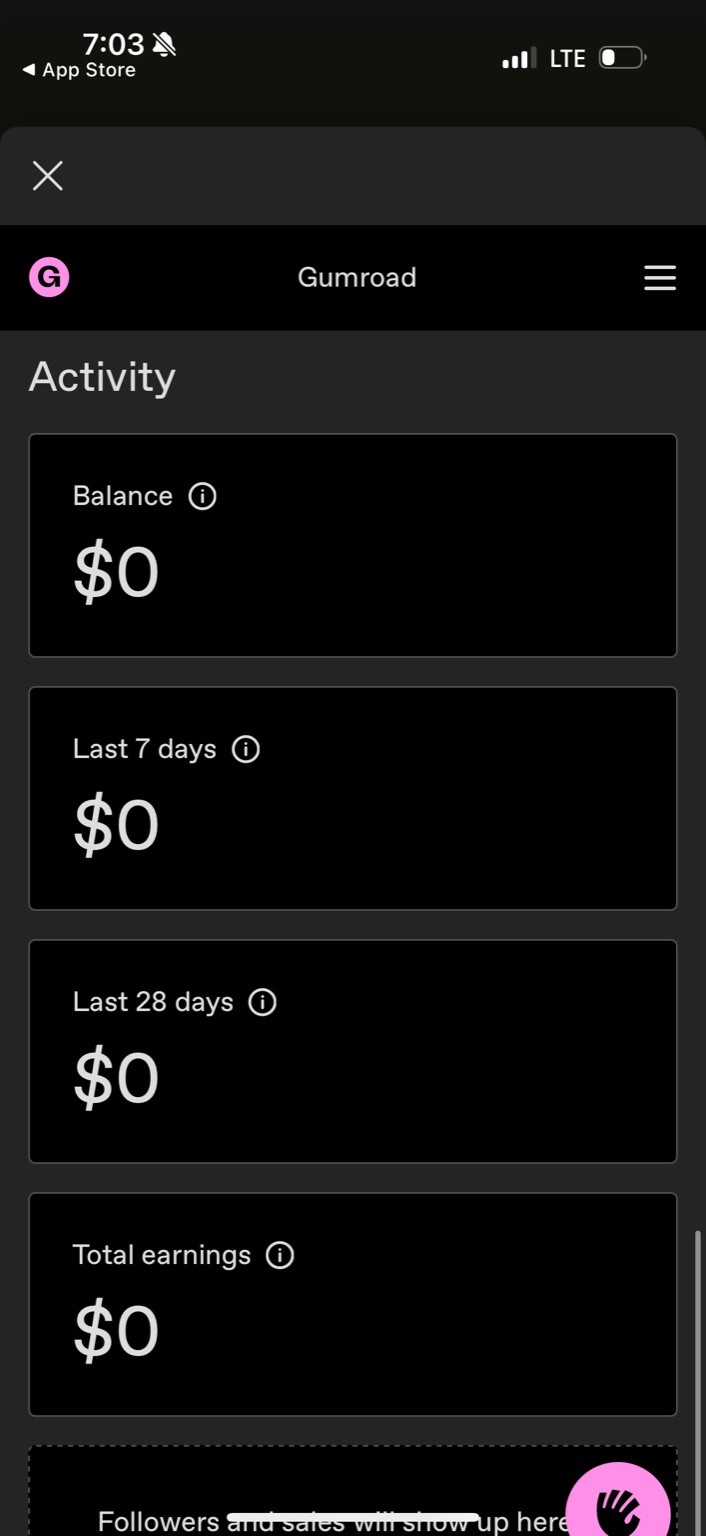 7:03
App Store
LTE
G
Gumroad
Activity
Balance
$0
Last 7 days
$0
Last 28 days
$0
Total earnings
$0
Followers and sales will show up here